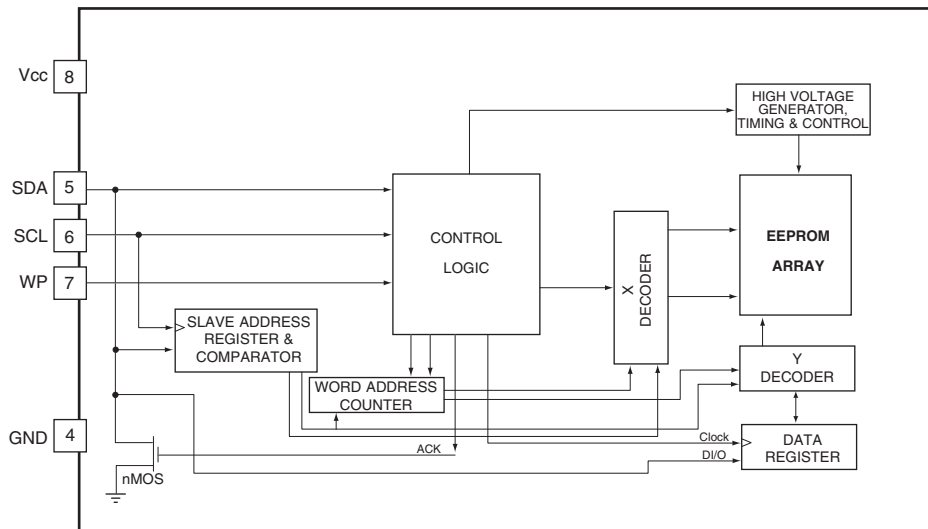 Vcc 8
SDA 5
SCL 6
WP 7
GND 4
HIGH VOLTAGE
GENERATOR,
TIMING & CONTROL
CONTROL
LOGIC
X
DECODER
EEPROM
ARRAY
SLAVE ADDRESS
REGISTER &
COMPARATOR
WORD ADDRESS
COUNTER
Y
DECODER
Clock
DI/O
DATA
REGISTER
ACK
nMOS